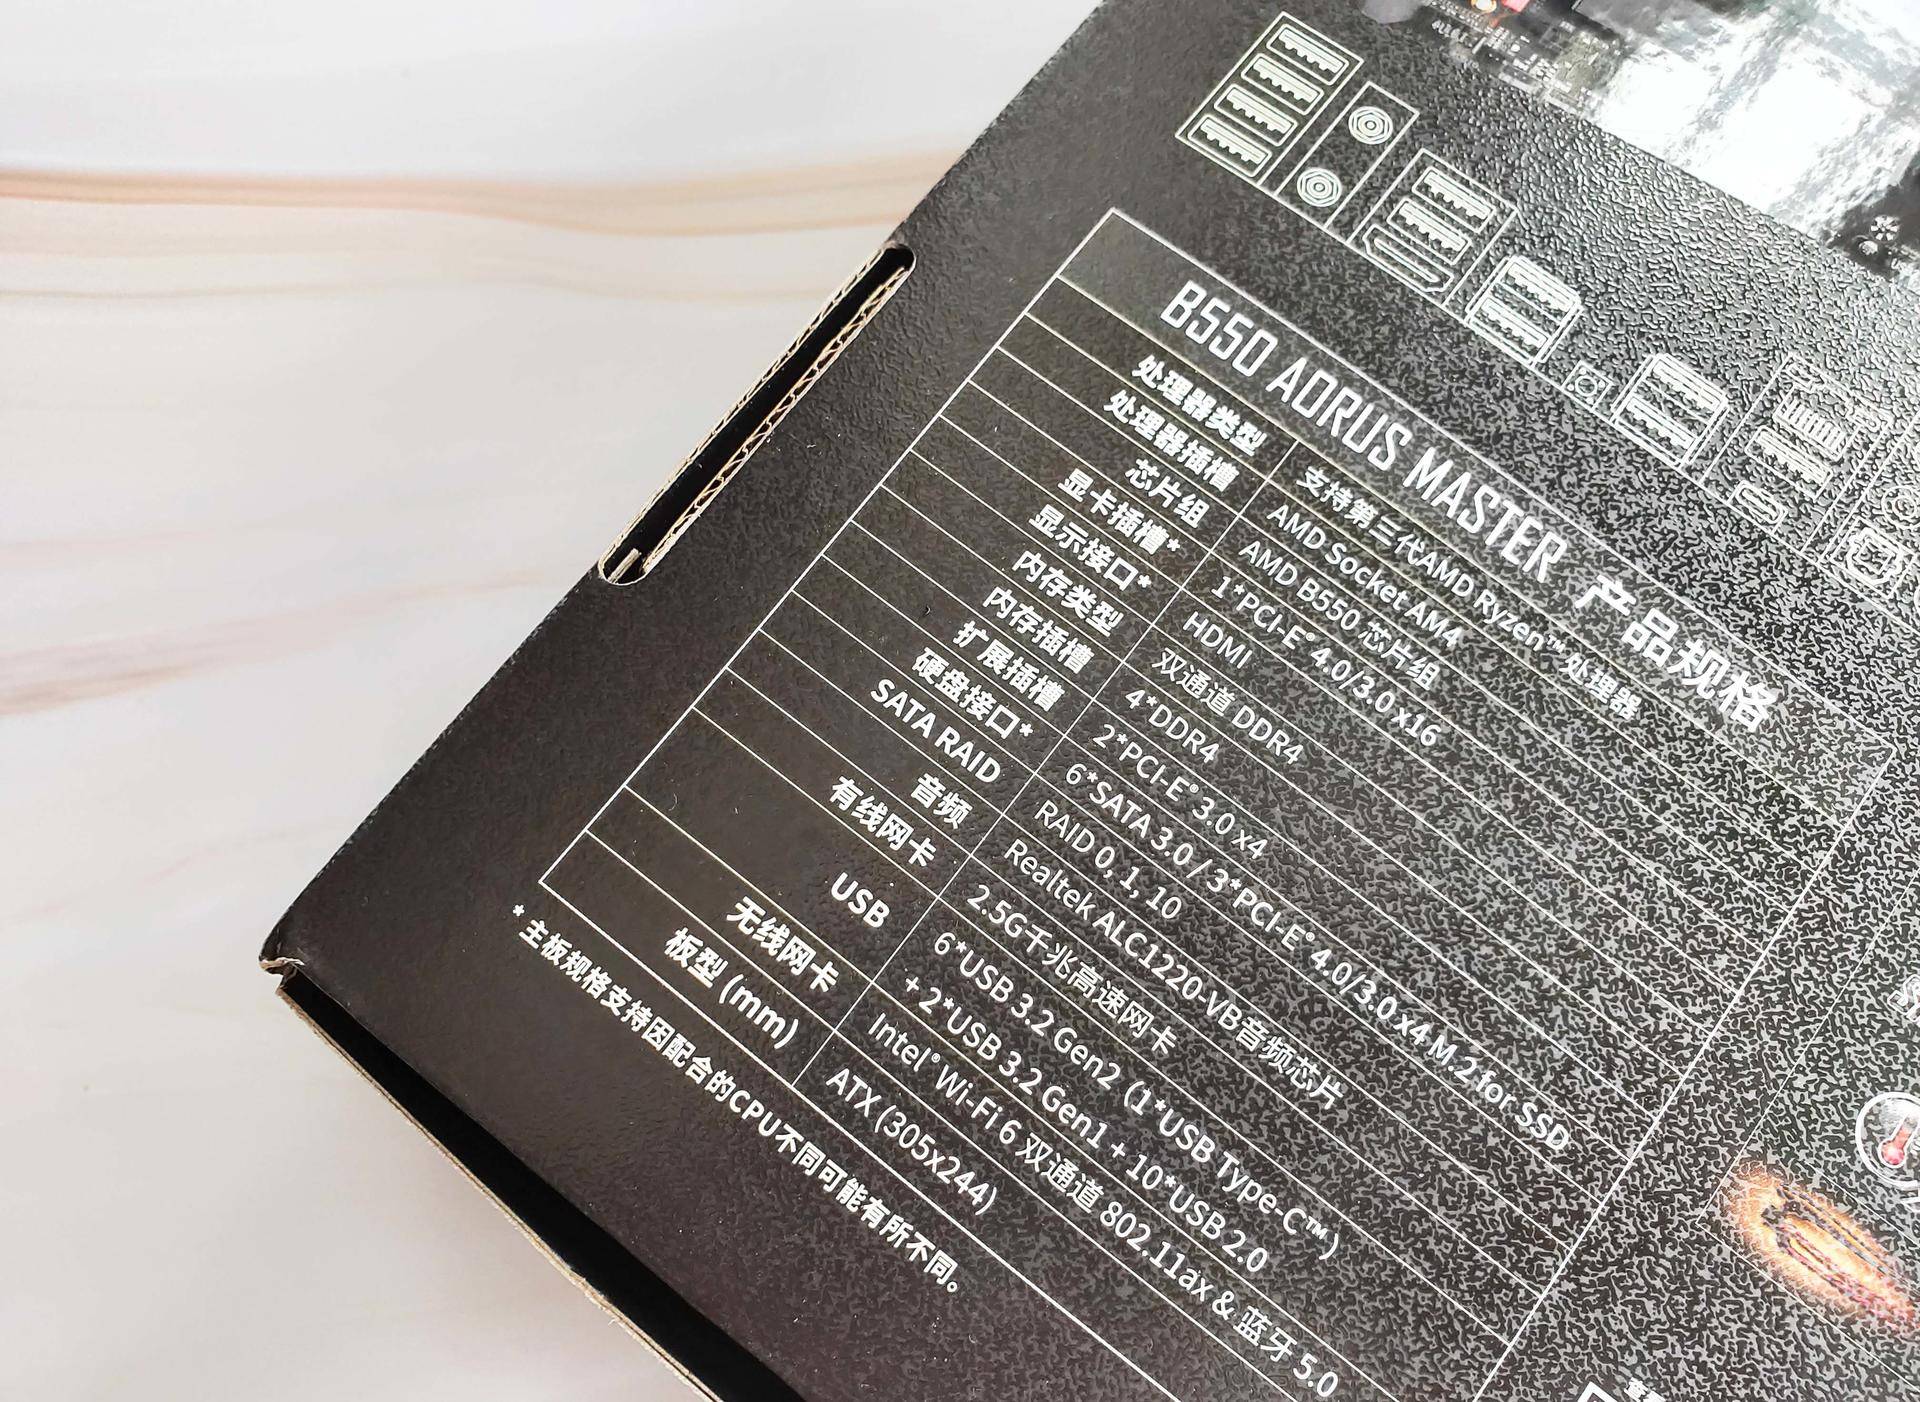 B550 AORUS MASTER 产品规格
处理器类型 支持第三代AMD Ryzen™ 处理器
处理器插槽 AMD Socket AM4
芯片组 AMD B550 芯片组
显卡插槽* 1*PCI-E® 4.0/3.0 x16
显示接口* HDMI
内存类型 双通道 DDR4
内存插槽 4*DDR4
扩展插槽 2*PCI-E® 3.0 x4
硬盘接口* 6*SATA 3.0 / 3*PCI-E® 4.0/3.0 x4 M.2 for SSD
SATA RAID RAID 0, 1, 10
音频 Realtek ALC1220-VB音频芯片
有线网卡 2.5G千兆高速网卡
USB 6*USB 3.2 Gen2 (1*USB Type-C™)
+ 2*USB 3.2 Gen1 + 10*USB 2.0
无线网卡 Intel® Wi-Fi 6 双通道 802.11ax & 蓝牙 5.0
板型 (mm) ATX (305x244)
* 主板规格支持因配合的CPU不同可能有所不同。